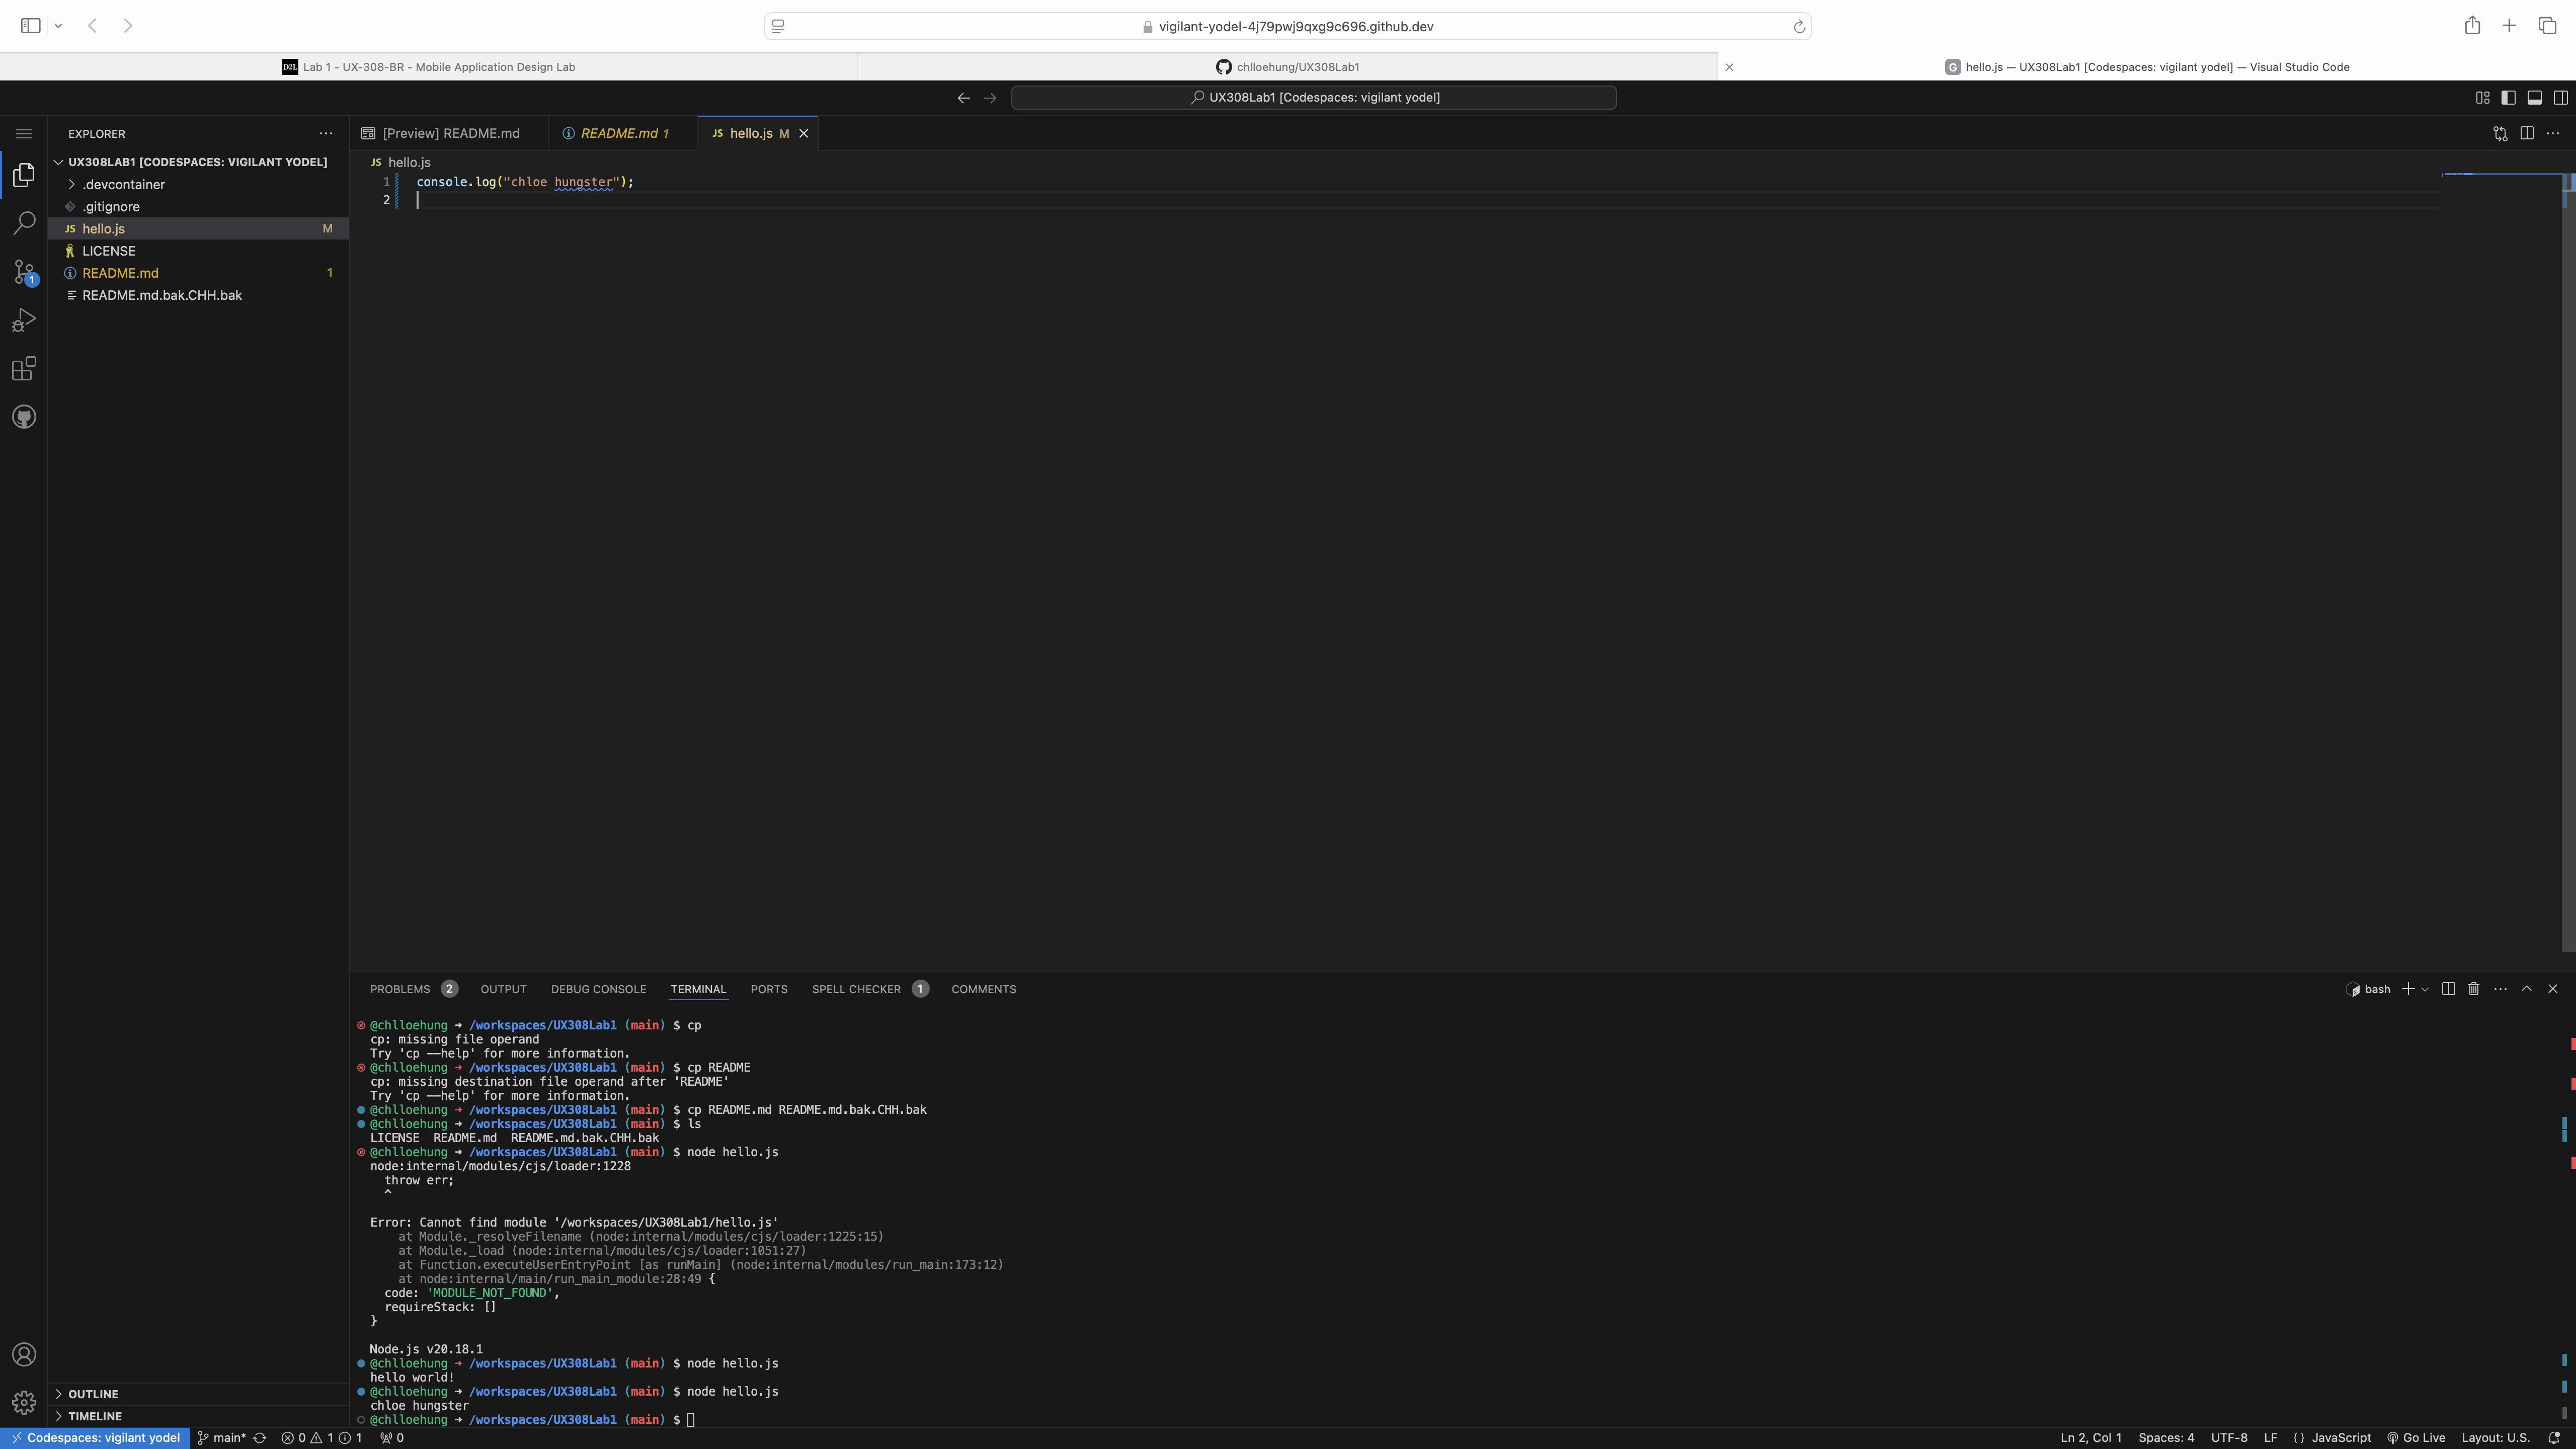 vigilant-yodel-4j79pwj9qxg9c696.github.dev
D2L Lab 1 - UX-308-BR - Mobile Application Design Lab
chlloehung/UX308Lab1
G hello.js — UX308Lab1 [Codespaces: vigilant yodel] — Visual Studio Code
UX308Lab1 [Codespaces: vigilant yodel]
EXPLORER
UX308LAB1 [CODESPACES: VIGILANT YODEL]
.devcontainer
.gitignore
JS hello.js M
LICENSE
README.md 1
README.md.bak.CHH.bak
OUTLINE
TIMELINE
1
[Preview] README.md
README.md 1
JS hello.js M
JS hello.js
1 console.log("chloe hungster");
2
PROBLEMS 2 OUTPUT DEBUG CONSOLE TERMINAL PORTS SPELL CHECKER 1 COMMENTS
bash
@chlloehung ➜ /workspaces/UX308Lab1 (main) $ cp
cp: missing file operand
Try 'cp --help' for more information.
@chlloehung ➜ /workspaces/UX308Lab1 (main) $ cp README
cp: missing destination file operand after 'README'
Try 'cp --help' for more information.
@chlloehung ➜ /workspaces/UX308Lab1 (main) $ cp README.md README.md.bak.CHH.bak
@chlloehung ➜ /workspaces/UX308Lab1 (main) $ ls
LICENSE  README.md  README.md.bak.CHH.bak
@chlloehung ➜ /workspaces/UX308Lab1 (main) $ node hello.js
node:internal/modules/cjs/loader:1228
throw err;
^
Error: Cannot find module '/workspaces/UX308Lab1/hello.js'
at Module._resolveFilename (node:internal/modules/cjs/loader:1225:15)
at Module._load (node:internal/modules/cjs/loader:1051:27)
at Function.executeUserEntryPoint [as runMain] (node:internal/modules/run_main:173:12)
at node:internal/main/run_main_module:28:49 {
code: 'MODULE_NOT_FOUND',
requireStack: []
}
Node.js v20.18.1
@chlloehung ➜ /workspaces/UX308Lab1 (main) $ node hello.js
hello world!
@chlloehung ➜ /workspaces/UX308Lab1 (main) $ node hello.js
chloe hungster
@chlloehung ➜ /workspaces/UX308Lab1 (main) $
Codespaces: vigilant yodel main* 0 1 1 0
Ln 2, Col 1 Spaces: 4 UTF-8 LF {} JavaScript Go Live Layout: U.S.